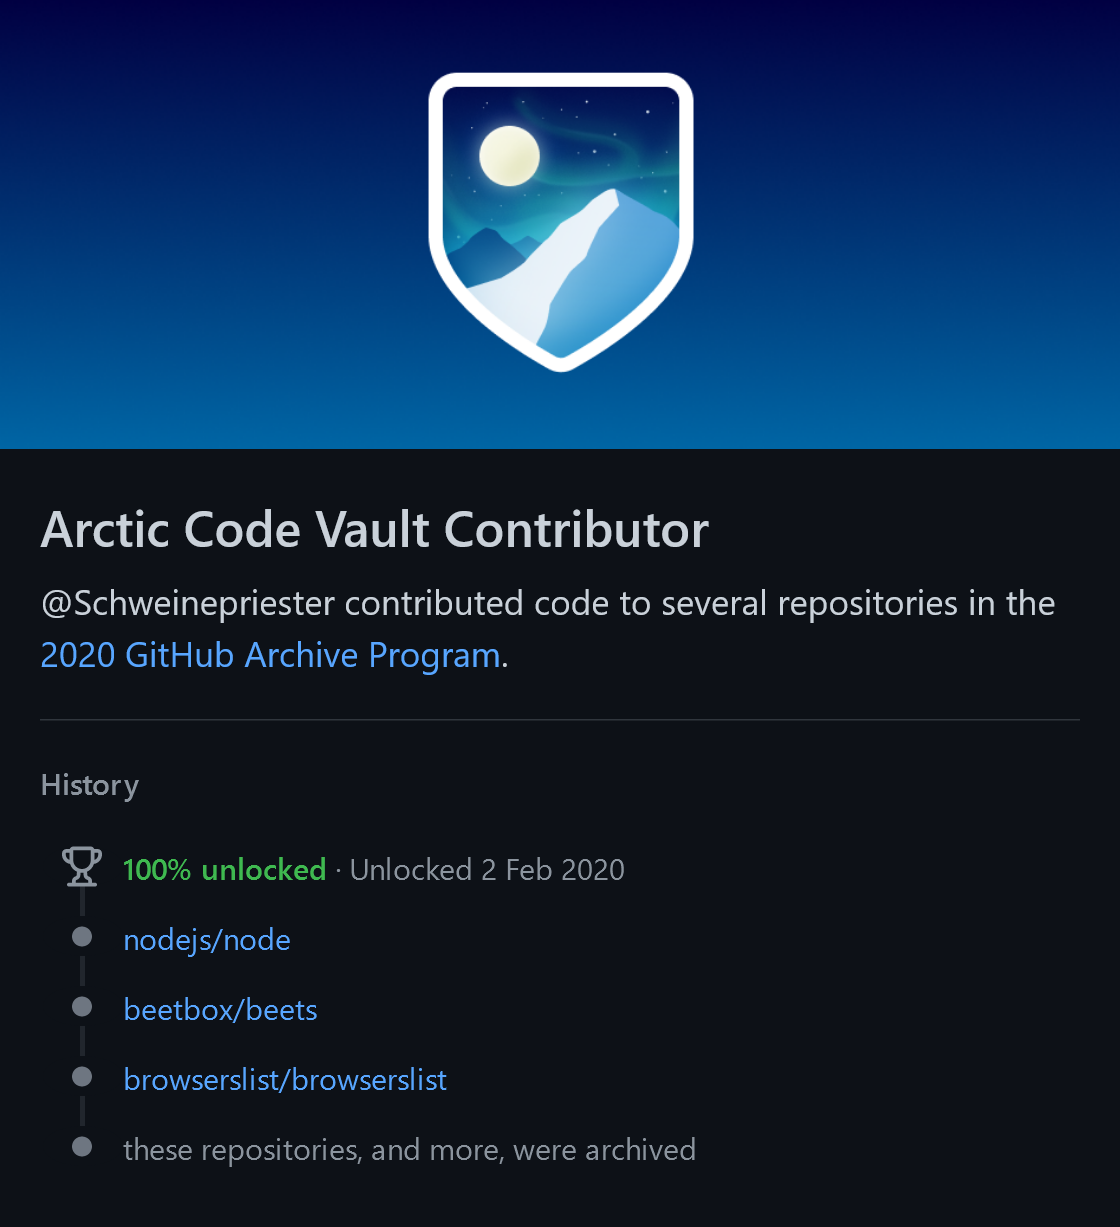 Arctic Code Vault Contributor
@Schweinepriester contributed code to several repositories in the
2020 GitHub Archive Program.
History
100% unlocked · Unlocked 2 Feb 2020
nodejs/node
beetbox/beets
browserslist/browserslist
these repositories, and more, were archived